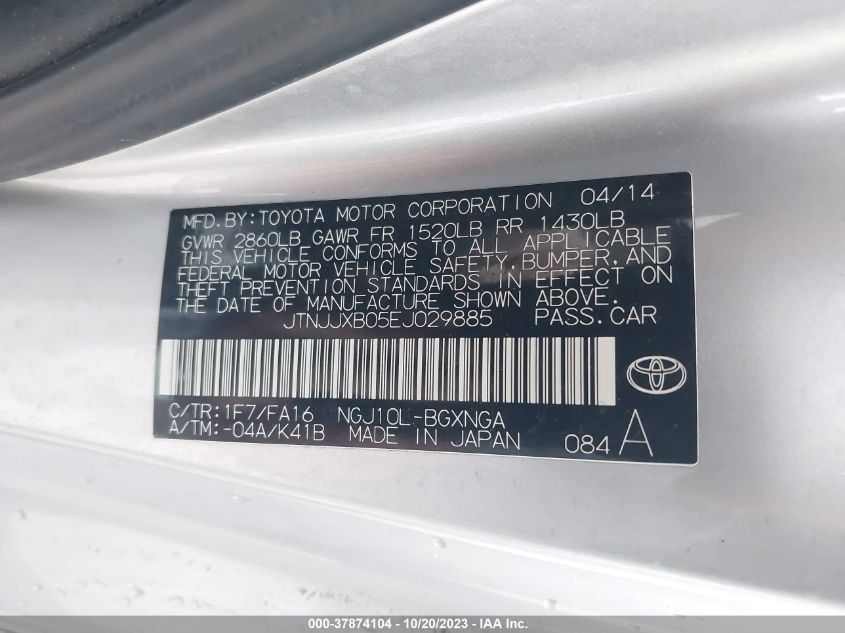 MFD.BY:TOYOTA MOTOR CORPORATION 04/14
GVWR 2860LB GAWR FR 1520LB RR 1430LB
THIS VEHICLE CONFORMS TO ALL APPLICABLE
FEDERAL MOTOR VEHICLE SAFETY,BUMPER,AND
THEFT PREVENTION STANDARDS IN EFFECT ON
THE DATE OF MANUFACTURE SHOWN ABOVE.
JTNJJXB05EJ029885 PASS.CAR
C/TR:1F7/FA16 NGJ10L-BGXNGA
A/TM:-04A/K41B MADE IN JAPAN 084 A
000-37874104 - 10/20/2023 - IAA Inc.